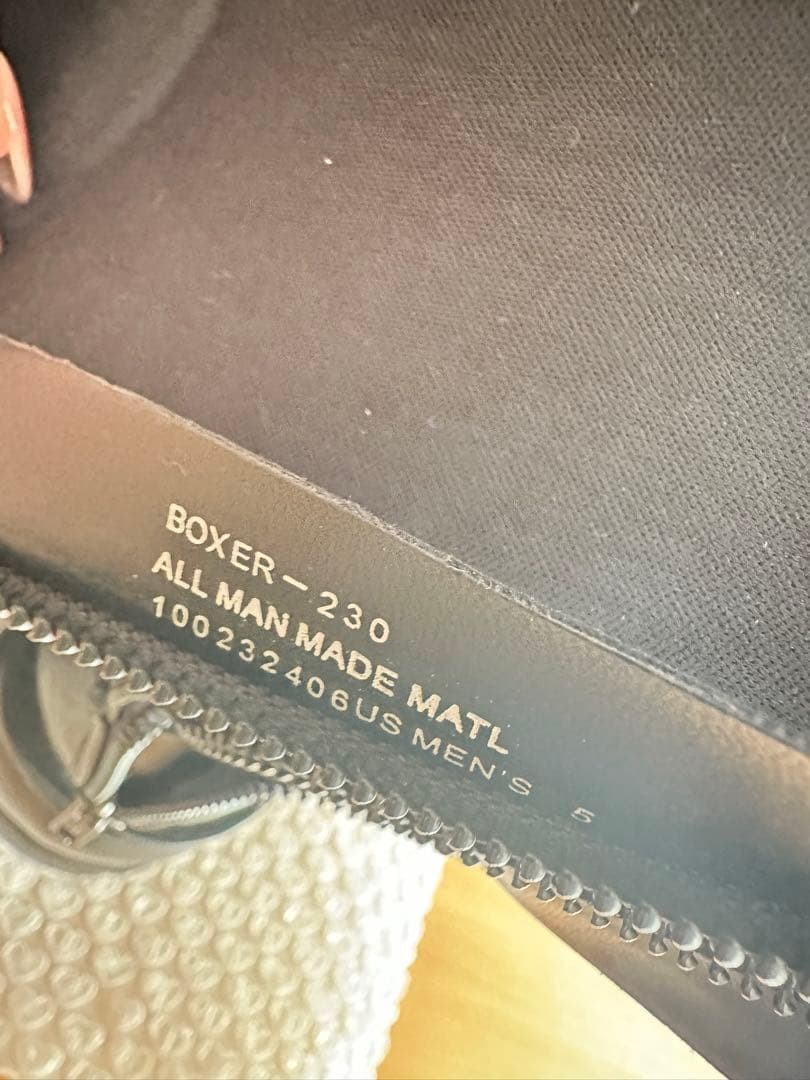 BOXER-230
ALL MAN MADE MATL
100232406US MEN'S 5